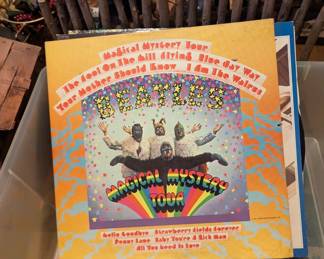 Magical Mystery Tour
The Fool On The Hill Flying Blue Jay Way
Your Mother Should Know I Am The Walrus
BEATLES
MAGICAL MYSTERY
TOUR
Hello Goodbye Strawberry Fields Forever
Penny Lane Baby You're A Rich Man
All You Need Is Love